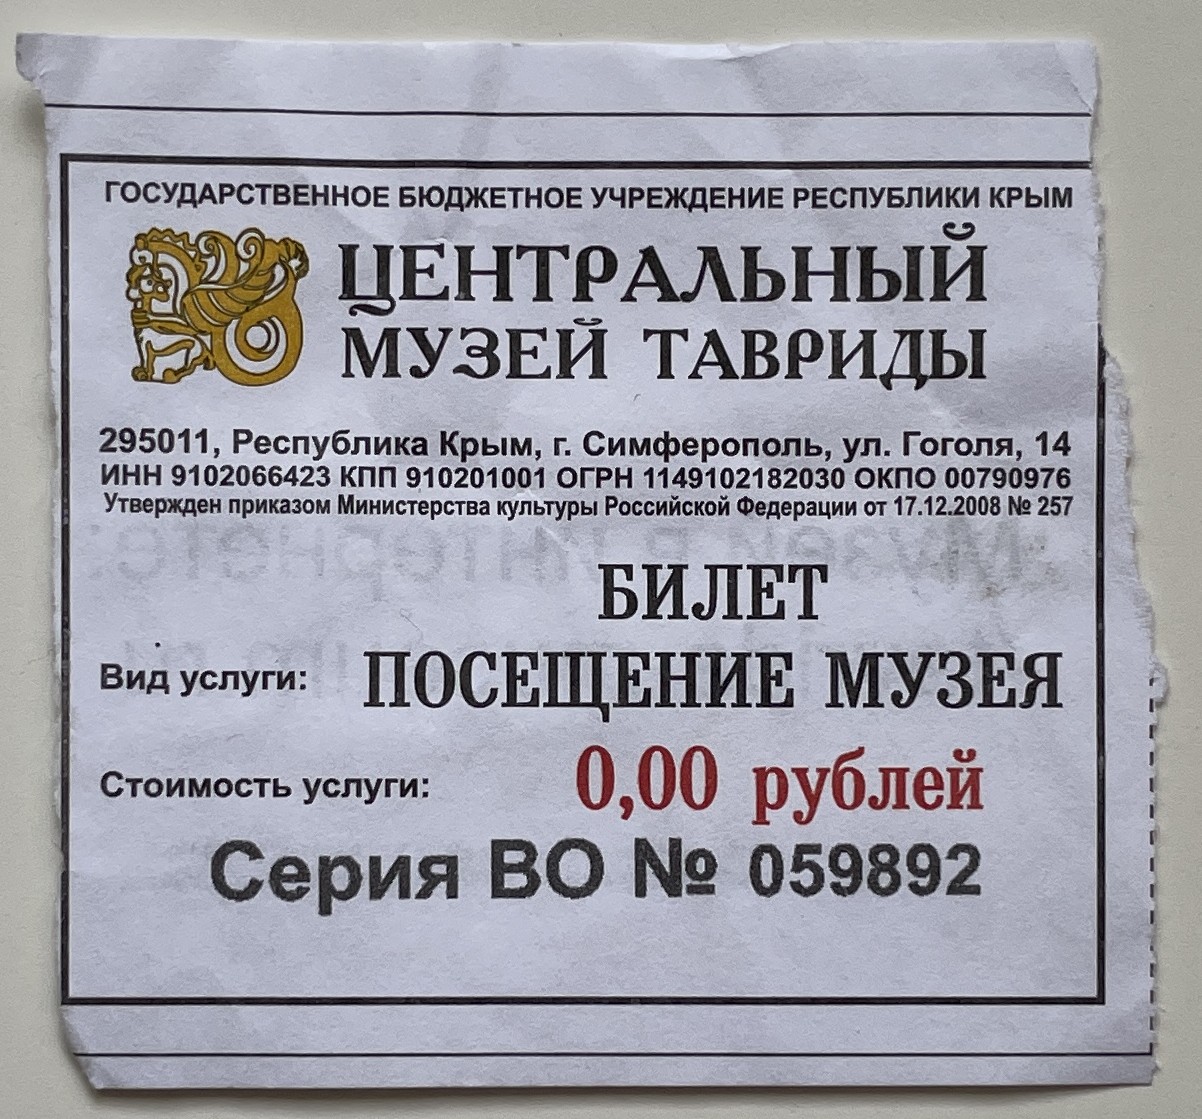 ГОСУДАРСТВЕННОЕ БЮДЖЕТНОЕ УЧРЕЖДЕНИЕ РЕСПУБЛИКИ КРЫМ
ЦЕНТРАЛЬНЫЙ
МУЗЕЙ ТАВРИДЫ
295011, Республика Крым, г. Симферополь, ул. Гоголя, 14
ИНН 9102066423 КПП 910201001 ОГРН 1149102182030 ОКПО 00790976
Утвержден приказом Министерства культуры Российской Федерации от 17.12.2008 № 257
БИЛЕТ
Вид услуги: ПОСЕЩЕНИЕ МУЗЕЯ
Стоимость услуги: 0,00 рублей
Серия ВО № 059892